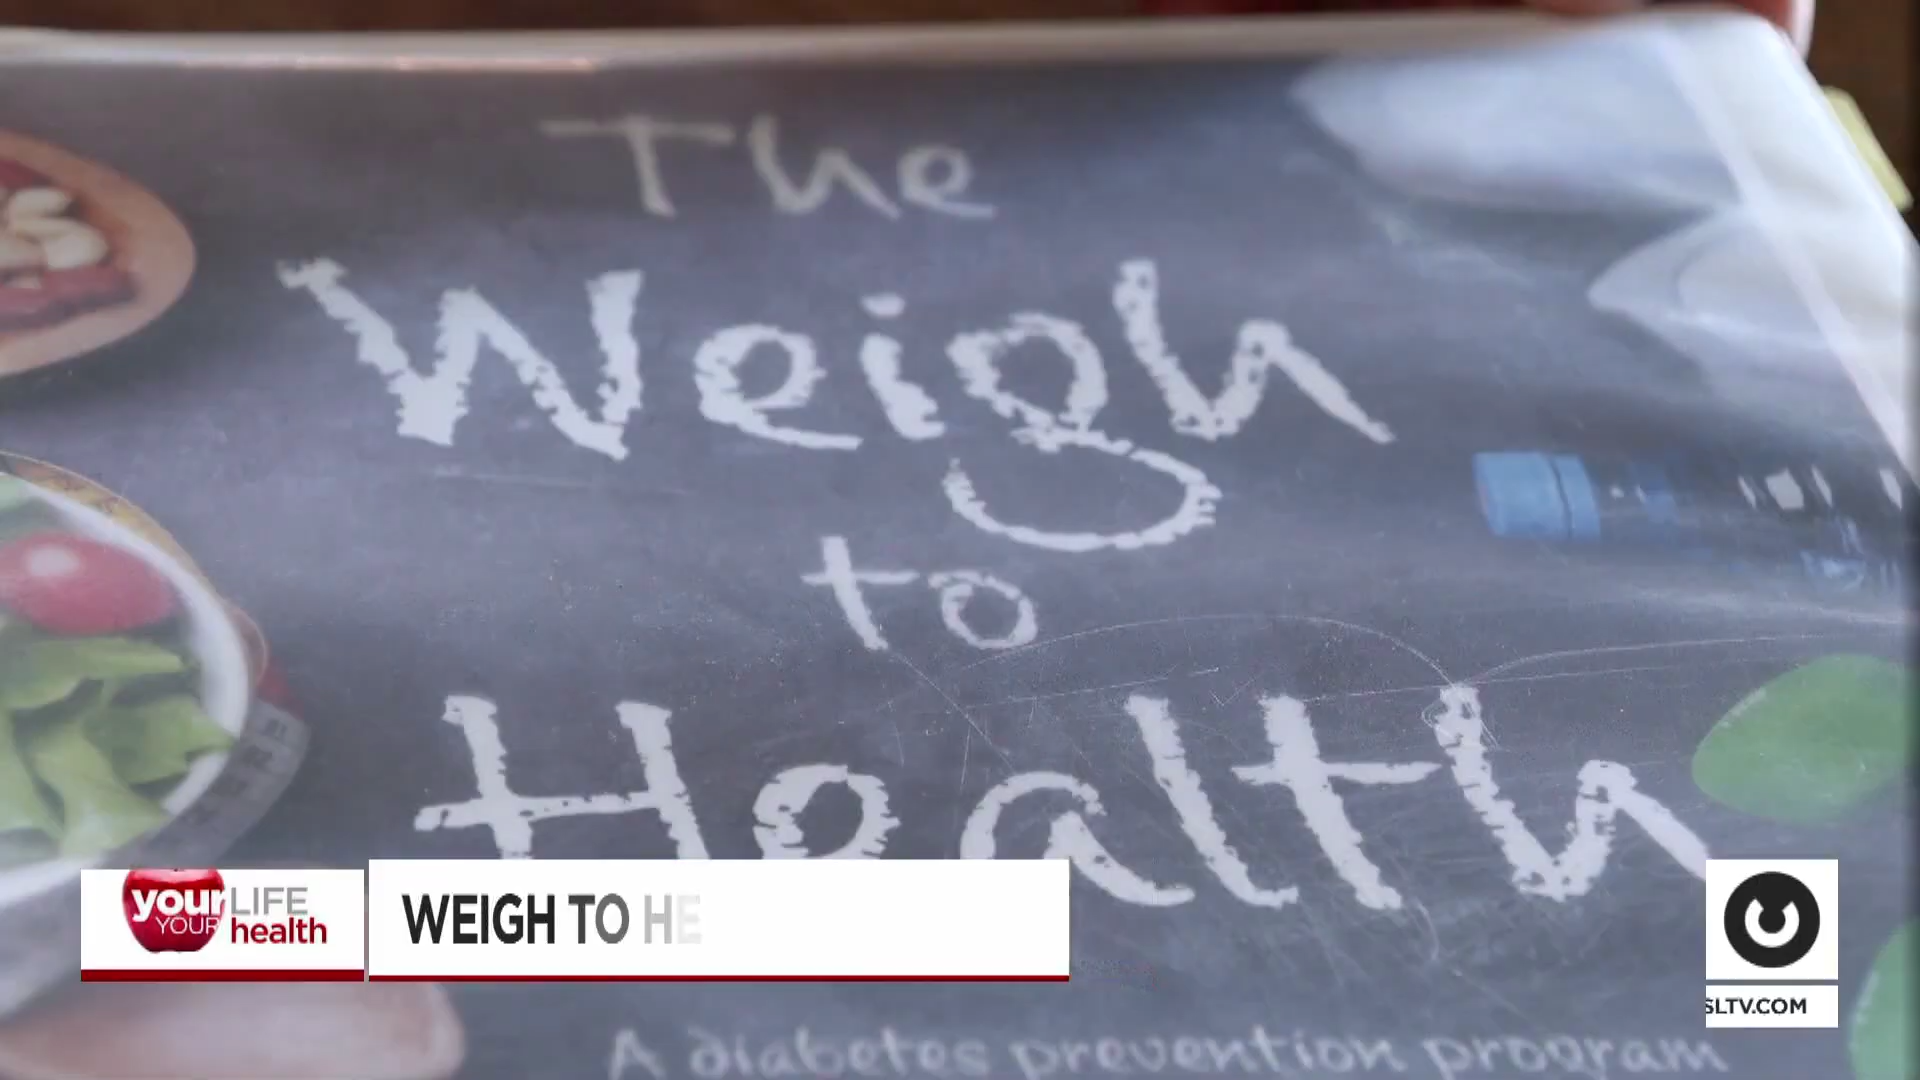 The
Weigh
to
Health
your LIFE
YOUR health
WEIGH TO HE
SLTV.COM
A diabetes prevention program